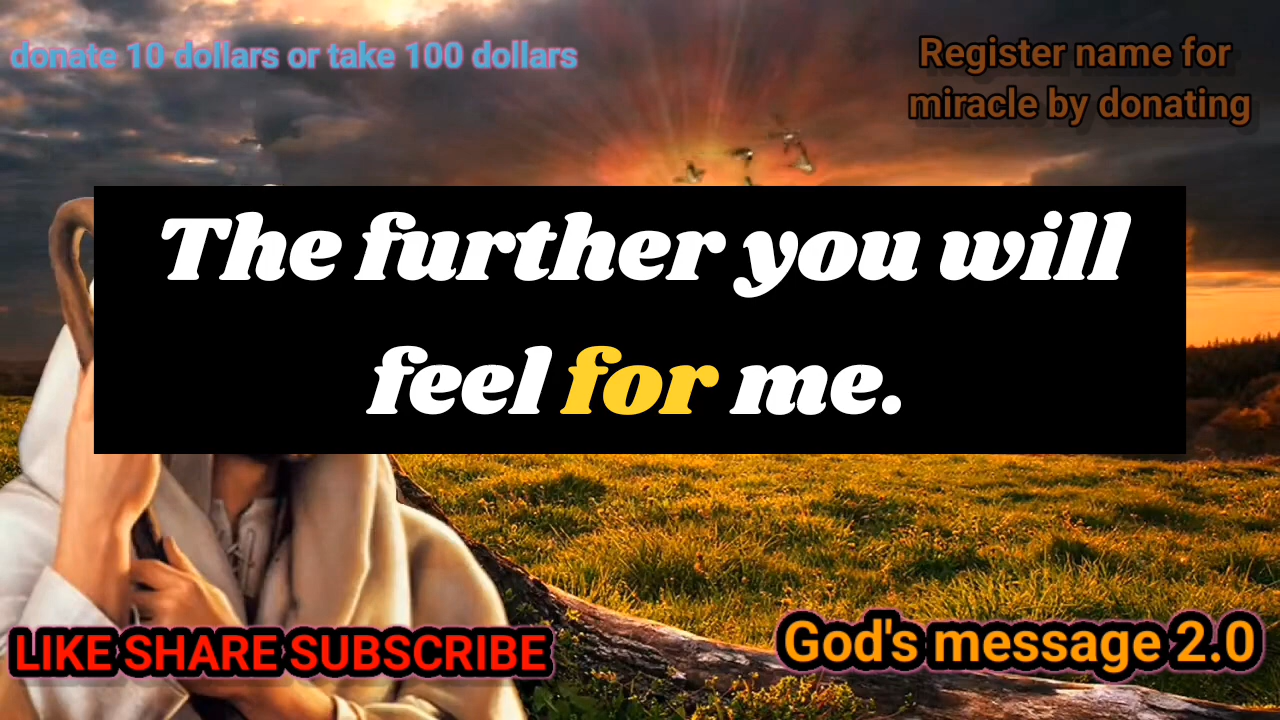 donate 10 dollars or take 100 dollars
Register name for
miracle by donating
The further you will
feel for me.
LIKE SHARE SUBSCRIBE
God's message 2.0